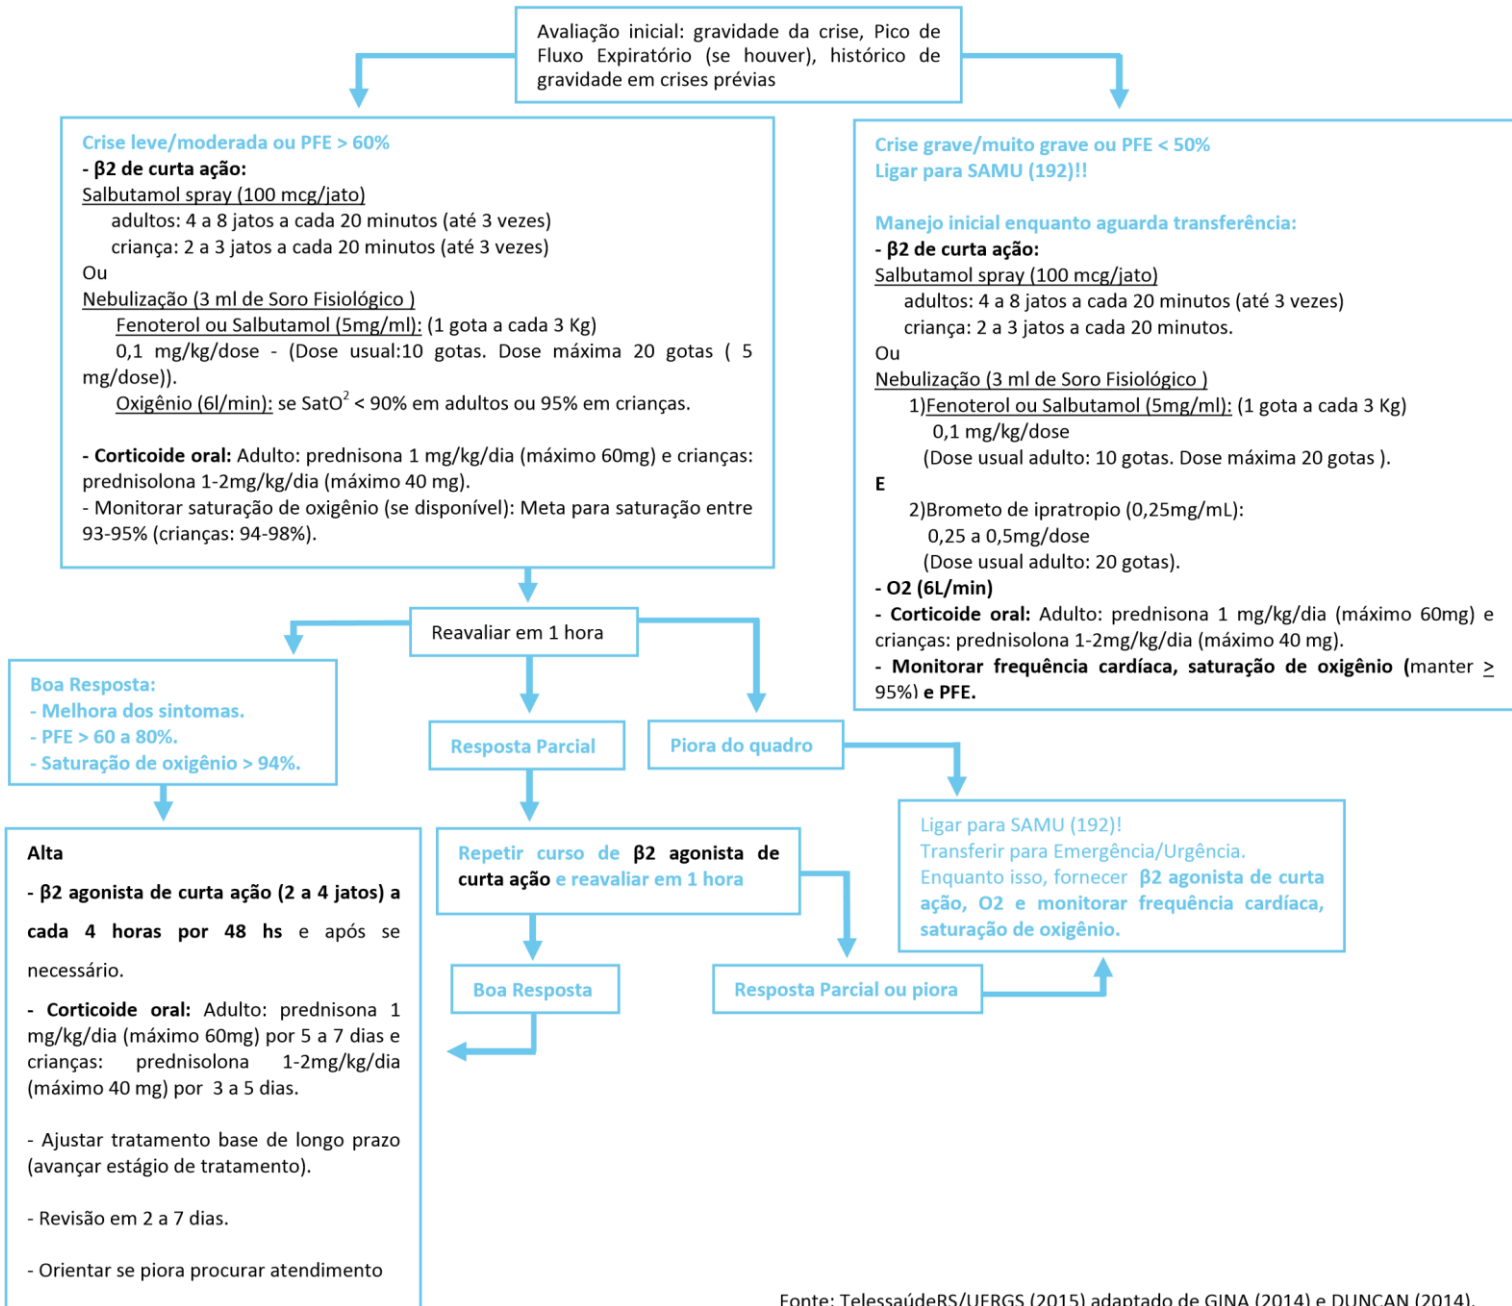 Avaliação inicial: gravidade da crise, Pico de
Fluxo Expiratório (se houver), histórico de
gravidade em crises prévias
Crise leve/moderada ou PFE > 60%
- β2 de curta ação:
Salbutamol spray (100 mcg/jato)
adultos: 4 a 8 jatos a cada 20 minutos (até 3 vezes)
criança: 2 a 3 jatos a cada 20 minutos (até 3 vezes)
Ou
Nebulização (3 ml de Soro Fisiológico )
Fenoterol ou Salbutamol (5mg/ml): (1 gota a cada 3 Kg)
0,1 mg/kg/dose - (Dose usual:10 gotas. Dose máxima 20 gotas ( 5
mg/dose)).
Oxigênio (6l/min): se SatO² < 90% em adultos ou 95% em crianças.
- Corticoide oral: Adulto: prednisona 1 mg/kg/dia (máximo 60mg) e crianças:
prednisolona 1-2mg/kg/dia (máximo 40 mg).
- Monitorar saturação de oxigênio (se disponível): Meta para saturação entre
93-95% (crianças: 94-98%).
Crise grave/muito grave ou PFE < 50%
Ligar para SAMU (192)!!
Manejo inicial enquanto aguarda transferência:
- β2 de curta ação:
Salbutamol spray (100 mcg/jato)
adultos: 4 a 8 jatos a cada 20 minutos (até 3 vezes)
criança: 2 a 3 jatos a cada 20 minutos.
Ou
Nebulização (3 ml de Soro Fisiológico )
1)Fenoterol ou Salbutamol (5mg/ml): (1 gota a cada 3 Kg)
0,1 mg/kg/dose
(Dose usual adulto: 10 gotas. Dose máxima 20 gotas ).
E
2)Brometo de ipratropio (0,25mg/mL):
0,25 a 0,5mg/dose
(Dose usual adulto: 20 gotas).
- O2 (6L/min)
- Corticoide oral: Adulto: prednisona 1 mg/kg/dia (máximo 60mg) e
crianças: prednisolona 1-2mg/kg/dia (máximo 40 mg).
- Monitorar frequência cardíaca, saturação de oxigênio (manter ≥
95%) e PFE.
Reavaliar em 1 hora
Boa Resposta:
- Melhora dos sintomas.
- PFE > 60 a 80%.
- Saturação de oxigênio > 94%.
Resposta Parcial
Piora do quadro
Alta
- β2 agonista de curta ação (2 a 4 jatos) a
cada 4 horas por 48 hs e após se
necessário.
- Corticoide oral: Adulto: prednisona 1
mg/kg/dia (máximo 60mg) por 5 a 7 dias e
crianças: prednisolona 1-2mg/kg/dia
(máximo 40 mg) por 3 a 5 dias.
- Ajustar tratamento base de longo prazo
(avançar estágio de tratamento).
- Revisão em 2 a 7 dias.
- Orientar se piora procurar atendimento
Repetir curso de β2 agonista de
curta ação e reavaliar em 1 hora
Ligar para SAMU (192)!
Transferir para Emergência/Urgência.
Enquanto isso, fornecer β2 agonista de curta
ação, O2 e monitorar frequência cardíaca,
saturação de oxigênio.
Boa Resposta
Resposta Parcial ou piora
Fonte: TelessaúdeRS/UFRGS (2015) adaptado de GINA (2014) e DUNCAN (2014).